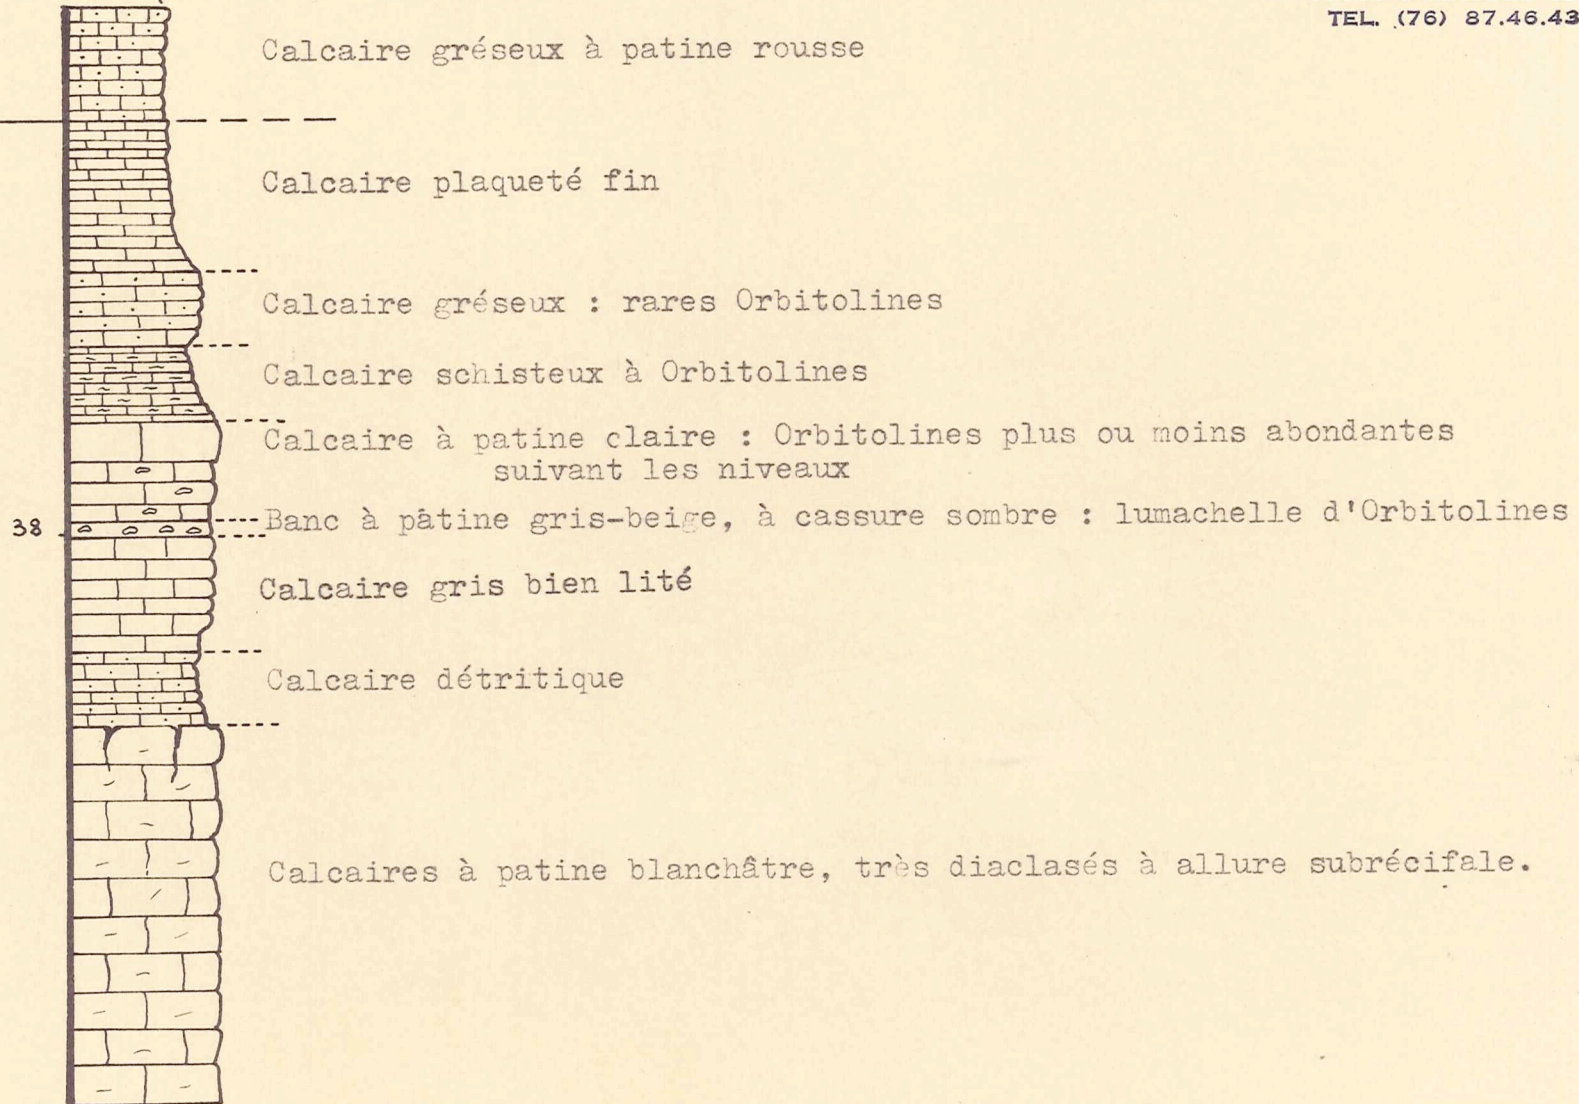 TEL. (76) 87.46.43
Calcaire gréseux à patine rousse
Calcaire plaqueté fin
Calcaire gréseux : rares Orbitolines
Calcaire schisteux à Orbitolines
Calcaire à patine claire : Orbitolines plus ou moins abondantes
suivant les niveaux
38
Banc à pâtine gris-beige, à cassure sombre : lumachelle d'Orbitolines
Calcaire gris bien lité
Calcaire détritique
Calcaires à patine blanchâtre, très diaclasés à allure subrécifale.